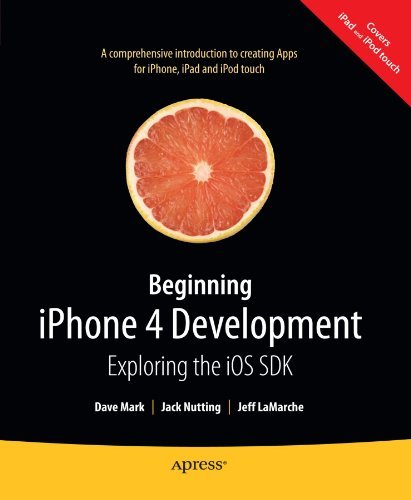 A comprehensive introduction to creating Apps
for iPhone, iPad and iPod touch
Covers
iPad and iPod touch
Beginning
iPhone 4 Development
Exploring the iOS SDK
Dave Mark | Jack Nutting | Jeff LaMarche
Apress®